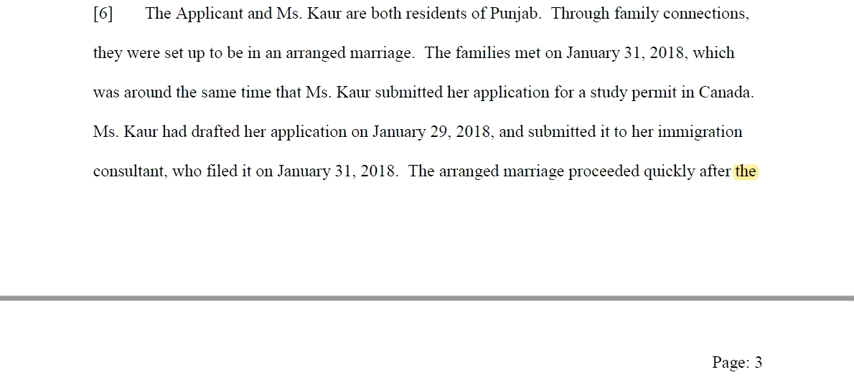 [6] The Applicant and Ms. Kaur are both residents of Punjab. Through family connections,
they were set up to be in an arranged marriage. The families met on January 31, 2018, which
was around the same time that Ms. Kaur submitted her application for a study permit in Canada.
Ms. Kaur had drafted her application on January 29, 2018, and submitted it to her immigration
consultant, who filed it on January 31, 2018. The arranged marriage proceeded quickly after the
Page: 3